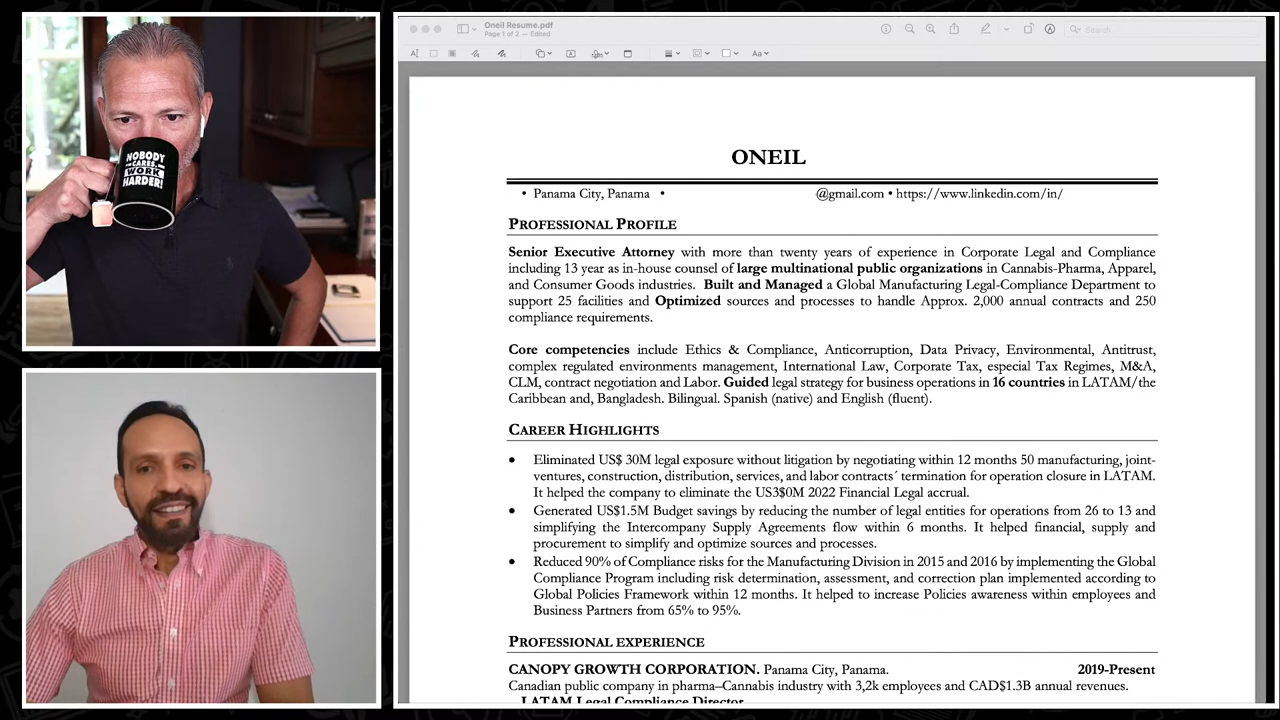 NOBODY
CARES,
WORK
HARDER!
Oneil Resume.pdf
Page 1 of 2 — Edited
Search
ONEIL
• Panama City, Panama •
@gmail.com • https://www.linkedin.com/in/
PROFESSIONAL PROFILE
Senior Executive Attorney with more than twenty years of experience in Corporate Legal and Compliance
including 13 year as in-house counsel of large multinational public organizations in Cannabis-Pharma, Apparel,
and Consumer Goods industries. Built and Managed a Global Manufacturing Legal-Compliance Department to
support 25 facilities and Optimized sources and processes to handle Approx. 2,000 annual contracts and 250
compliance requirements.
Core competencies include Ethics & Compliance, Anticorruption, Data Privacy, Environmental, Antitrust,
complex regulated environments management, International Law, Corporate Tax, especial Tax Regimes, M&A,
CLM, contract negotiation and Labor. Guided legal strategy for business operations in 16 countries in LATAM/the
Caribbean and, Bangladesh. Bilingual. Spanish (native) and English (fluent).
CAREER HIGHLIGHTS
• Eliminated US$ 30M legal exposure without litigation by negotiating within 12 months 50 manufacturing, joint-
ventures, construction, distribution, services, and labor contracts´ termination for operation closure in LATAM.
It helped the company to eliminate the US3$0M 2022 Financial Legal accrual.
• Generated US$1.5M Budget savings by reducing the number of legal entities for operations from 26 to 13 and
simplifying the Intercompany Supply Agreements flow within 6 months. It helped financial, supply and
procurement to simplify and optimize sources and processes.
• Reduced 90% of Compliance risks for the Manufacturing Division in 2015 and 2016 by implementing the Global
Compliance Program including risk determination, assessment, and correction plan implemented according to
Global Policies Framework within 12 months. It helped to increase Policies awareness within employees and
Business Partners from 65% to 95%.
PROFESSIONAL EXPERIENCE
CANOPY GROWTH CORPORATION. Panama City, Panama. 2019-Present
Canadian public company in pharma–Cannabis industry with 3,2k employees and CAD$1.3B annual revenues.
LATAM Legal Compliance Director